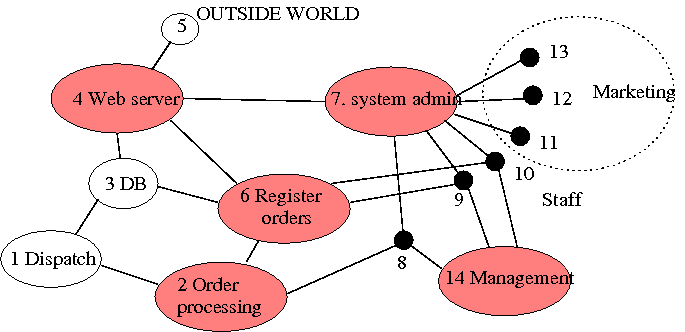 OUTSIDE WORLD
5
13
4 Web server
7. system admin
12
Marketing
11
3 DB
10
6 Register
orders
9
Staff
1 Dispatch
8
2 Order
processing
14 Management